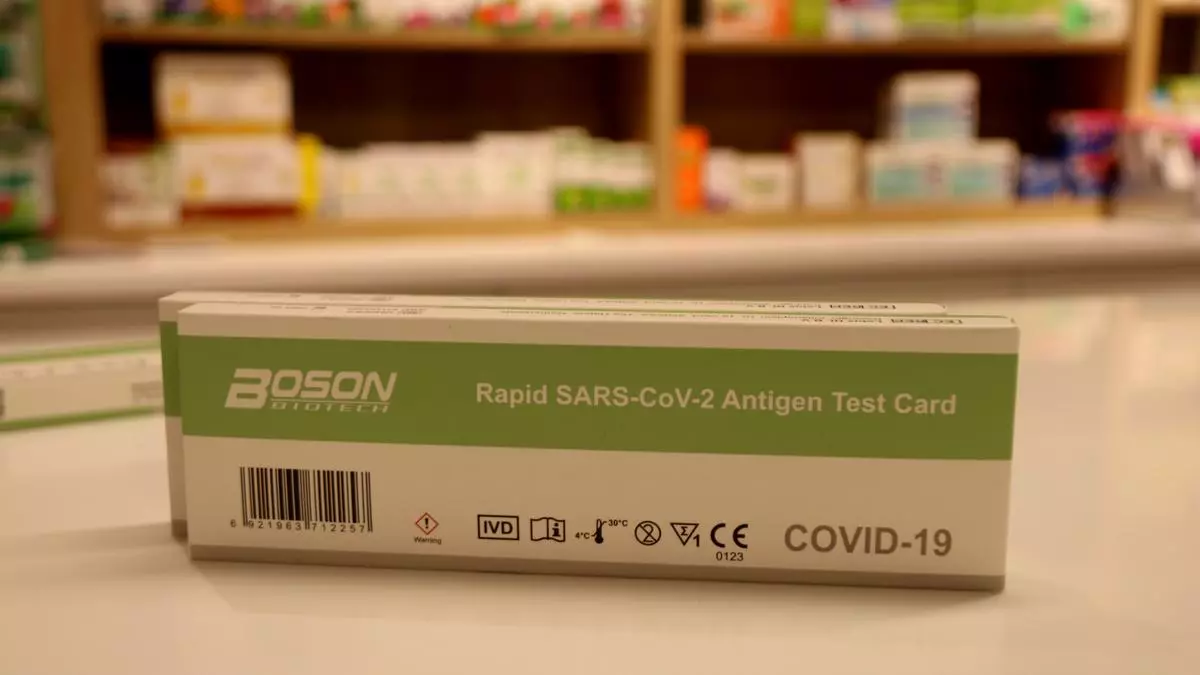 BOSON
BIOTECH
Rapid SARS-CoV-2 Antigen Test Card
6 921963 712257
Warning
IVD
i
4°C
30°C
2
Σ
1
CE
0123
COVID-19